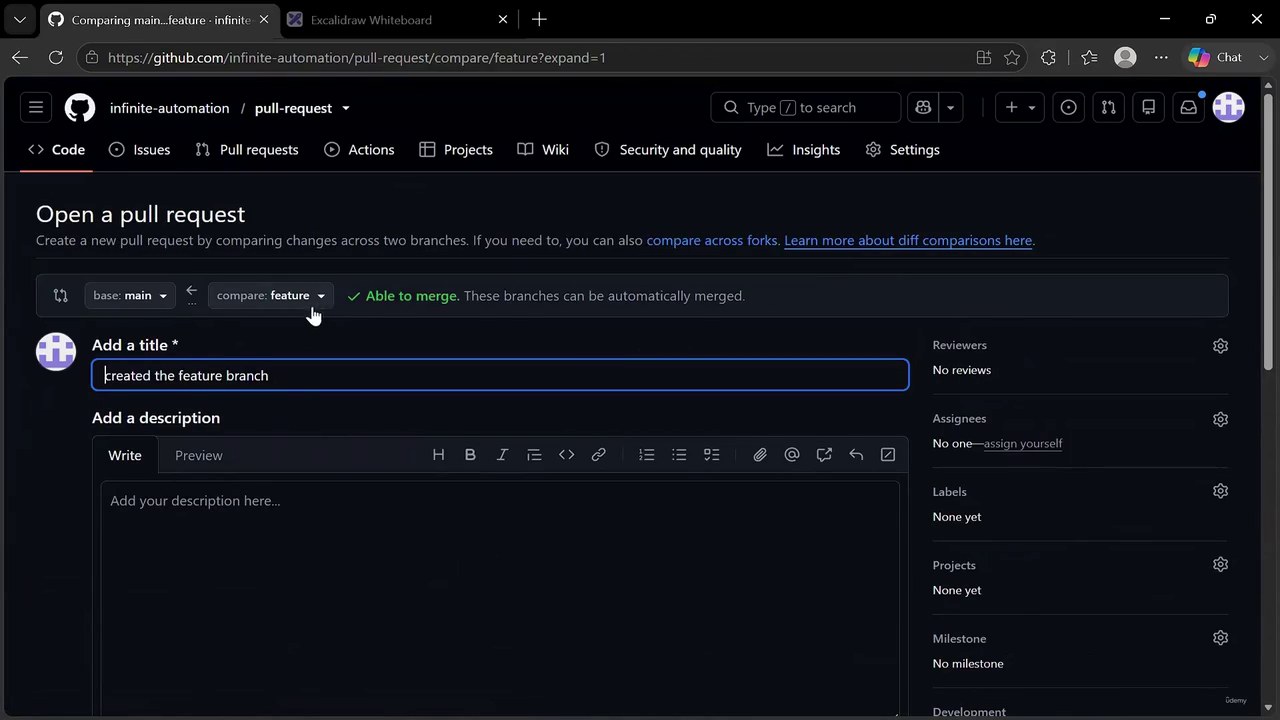 Comparing main...feature · infinite-
Excalidraw Whiteboard
https://github.com/infinite-automation/pull-request/compare/feature?expand=1
Chat
infinite-automation / pull-request
Type / to search
Code
Issues
Pull requests
Actions
Projects
Wiki
Security and quality
Insights
Settings
Open a pull request
Create a new pull request by comparing changes across two branches. If you need to, you can also compare across forks. Learn more about diff comparisons here.
base: main
compare: feature
Able to merge. These branches can be automatically merged.
Add a title *
created the feature branch
Add a description
Write
Preview
Add your description here...
Reviewers
No reviews
Assignees
No one—assign yourself
Labels
None yet
Projects
None yet
Milestone
No milestone
Development
ûdemy